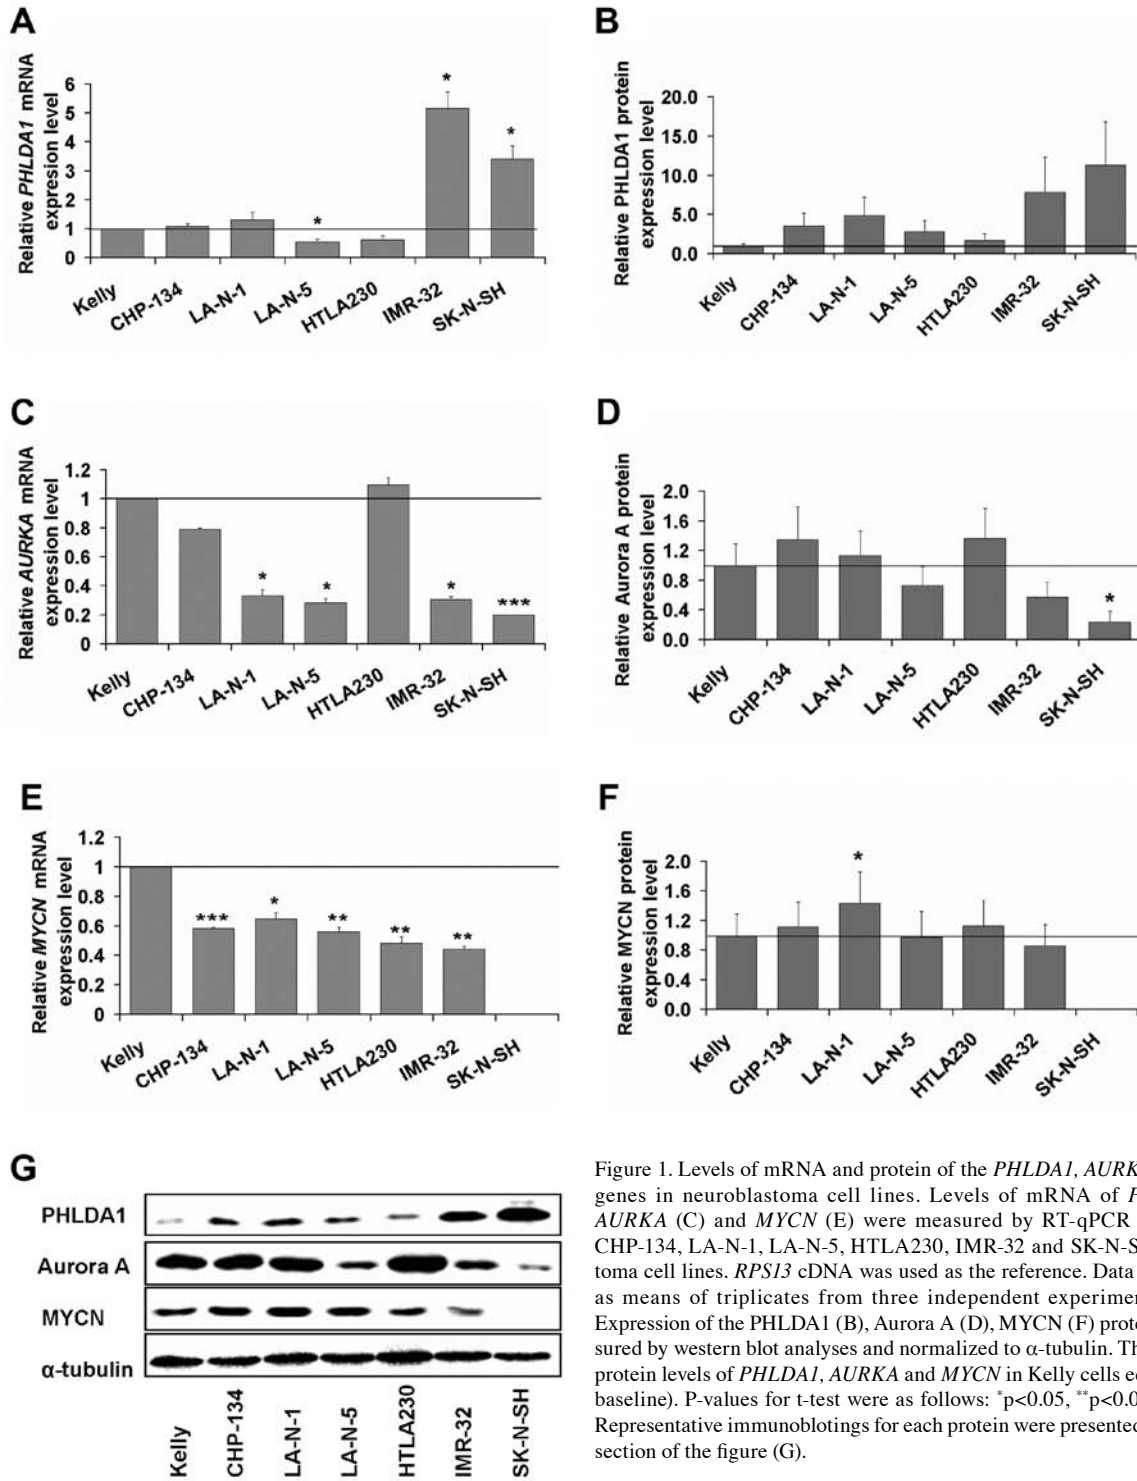 A
Relative PHLDA1 mRNA
expresion level
6
5
4
3
2
1
0
*
*
*
Kelly
CHP-134
LA-N-1
LA-N-5
HTLA230
IMR-32
SK-N-SH
B
Relative PHLDA1 protein
expression level
20.0
15.0
10.0
5.0
0.0
Kelly
CHP-134
LA-N-1
LA-N-5
HTLA230
IMR-32
SK-N-SH
C
Relative AURKA mRNA
expression level
1.2
1
0.8
0.6
0.4
0.2
0
*
*
*
***
Kelly
CHP-134
LA-N-1
LA-N-5
HTLA230
IMR-32
SK-N-SH
D
Relative Aurora A protein
expression level
2.0
1.6
1.2
0.8
0.4
0.0
*
Kelly
CHP-134
LA-N-1
LA-N-5
HTLA230
IMR-32
SK-N-SH
E
Relative MYCN mRNA
expression level
1.2
1
0.8
0.6
0.4
0.2
0
***
*
**
**
**
Kelly
CHP-134
LA-N-1
LA-N-5
HTLA230
IMR-32
SK-N-SH
F
Relative MYCN protein
expression level
2.0
1.6
1.2
0.8
0.4
0.0
*
Kelly
CHP-134
LA-N-1
LA-N-5
HTLA230
IMR-32
SK-N-SH
G
PHLDA1
Aurora A
MYCN
α-tubulin
Kelly
CHP-134
LA-N-1
LA-N-5
HTLA230
IMR-32
SK-N-SH
Figure 1. Levels of mRNA and protein of the PHLDA1, AURK
genes in neuroblastoma cell lines. Levels of mRNA of P
AURKA (C) and MYCN (E) were measured by RT-qPCR
CHP-134, LA-N-1, LA-N-5, HTLA230, IMR-32 and SK-N-S
toma cell lines. RPS13 cDNA was used as the reference. Data
as means of triplicates from three independent experimen
Expression of the PHLDA1 (B), Aurora A (D), MYCN (F) prote
sured by western blot analyses and normalized to α-tubulin. Th
protein levels of PHLDA1, AURKA and MYCN in Kelly cells e
baseline). P-values for t-test were as follows: *p<0.05, **p<0.0
Representative immunoblotings for each protein were presented
section of the figure (G).